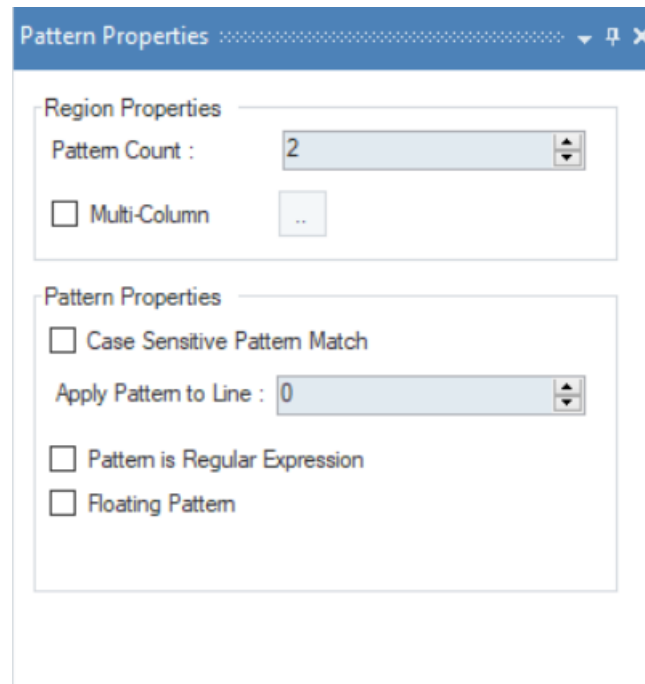 Pattern Properties
Region Properties
Pattern Count : 2
Multi-Column ..
Pattern Properties
Case Sensitive Pattern Match
Apply Pattern to Line : 0
Pattern is Regular Expression
Floating Pattern